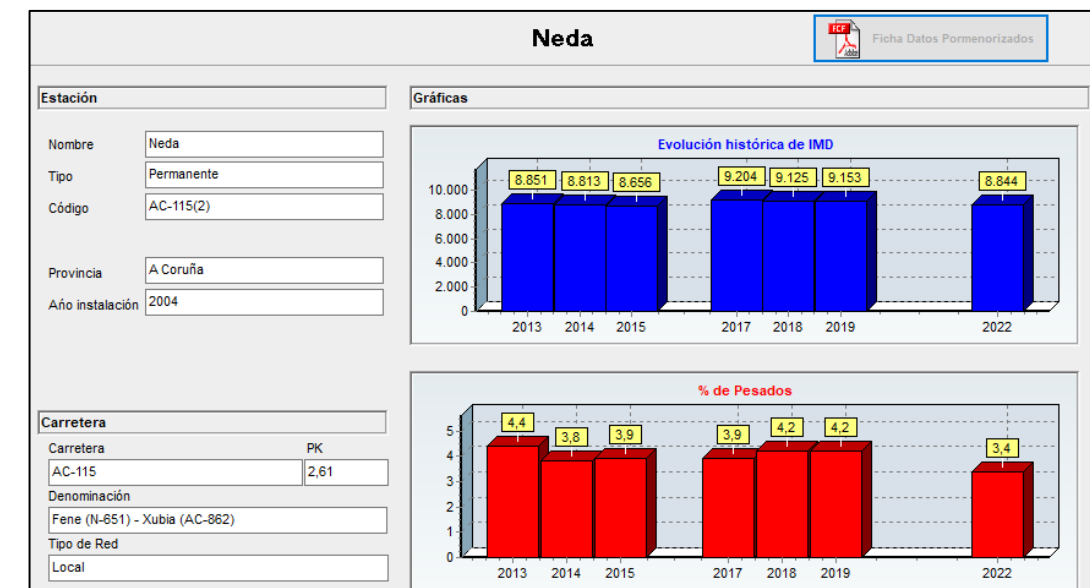 Neda
Ficha Datos Pormenorizados
Estación
Nombre
Neda
Tipo
Permanente
Código
AC-115(2)
Provincia
A Coruña
Año instalación
2004
Carretera
Carretera PK
AC-115 2,61
Denominación
Fene (N-651) - Xubia (AC-862)
Tipo de Red
Local
Gráficas
Evolución histórica de IMD
8.851 8.813 8.656 9.204 9.125 9.153 8.844
10.000
8.000
6.000
4.000
2.000
0
2013 2014 2015 2017 2018 2019 2022
% de Pesados
4,4 3,8 3,9 3,9 4,2 4,2 3,4
5
4
3
2
1
0
2013 2014 2015 2017 2018 2019 2022